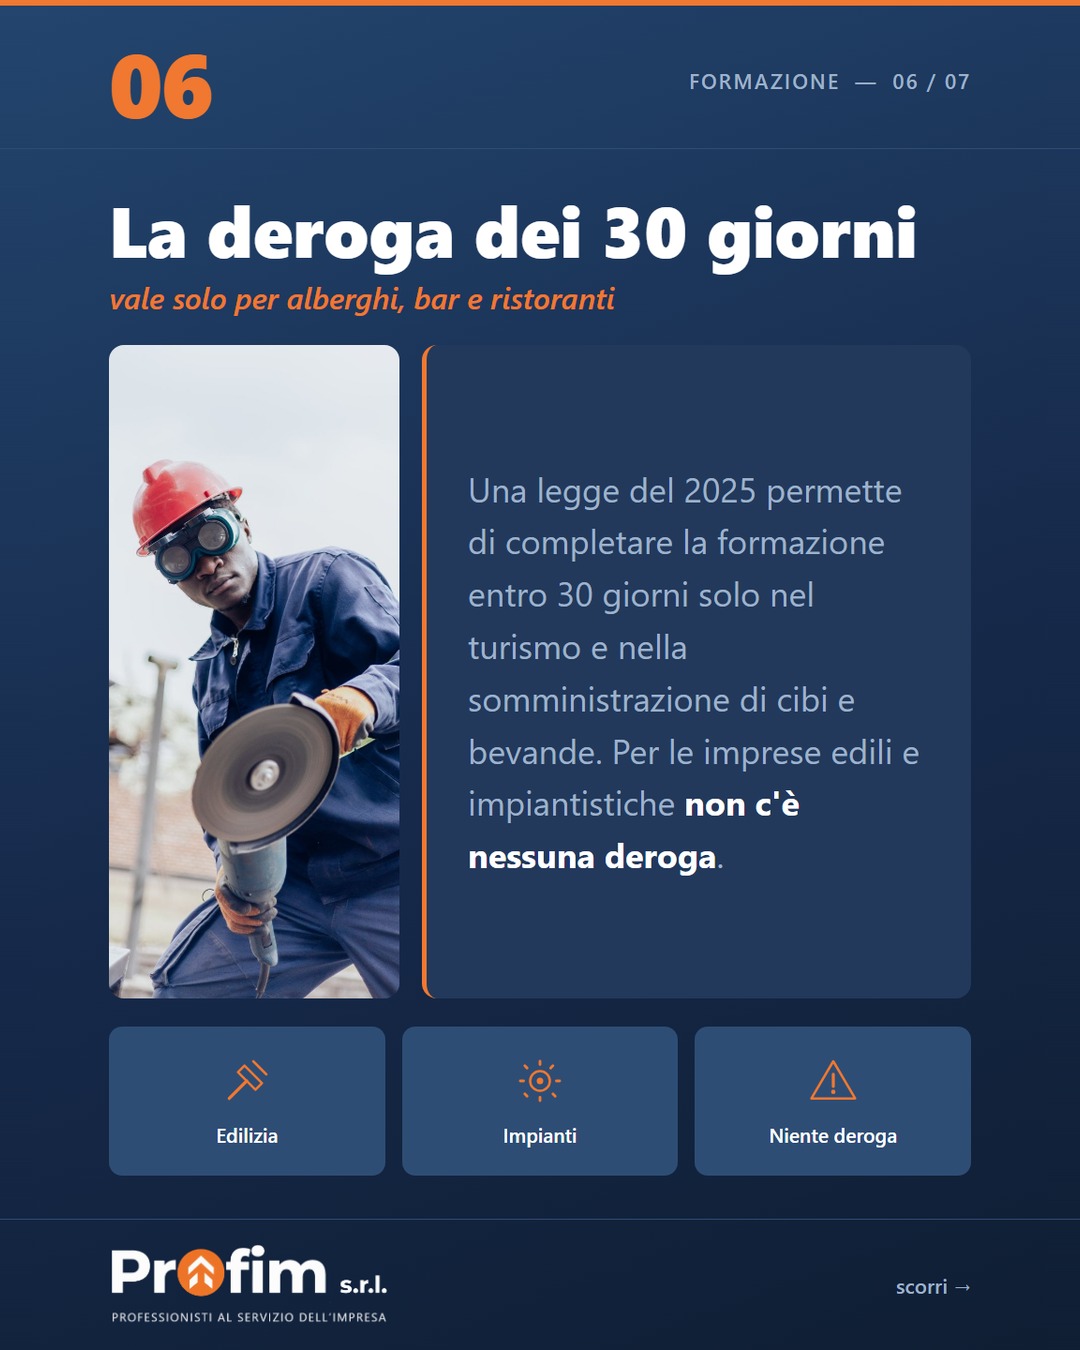 06
FORMAZIONE — 06 / 07
La deroga dei 30 giorni
vale solo per alberghi, bar e ristoranti
Una legge del 2025 permette
di completare la formazione
entro 30 giorni solo nel
turismo e nella
somministrazione di cibi e
bevande. Per le imprese edili e
impiantistiche non c'è
nessuna deroga.
Edilizia
Impianti
Niente deroga
Profim s.r.l.
PROFESSIONISTI AL SERVIZIO DELL'IMPRESA
scorri →